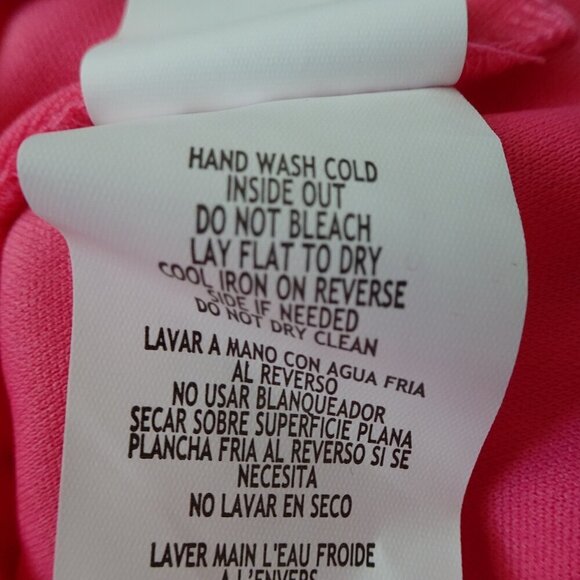 HAND WASH COLD
INSIDE OUT
DO NOT BLEACH
LAY FLAT TO DRY
COOL IRON ON REVERSE
SIDE IF NEEDED
DO NOT DRY CLEAN
LAVAR A MANO CON AGUA FRIA
AL REVERSO
NO USAR BLANQUEADOR
SECAR SOBRE SUPERFICIE PLANA
PLANCHA FRIA AL REVERSO SI SE
NECESITA
NO LAVAR EN SECO
LAVER MAIN L'EAU FROIDE
A L'ENVERS